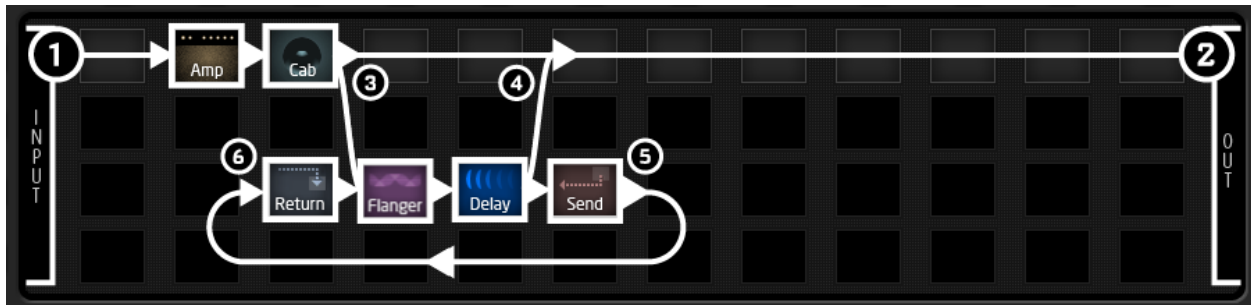 1
Amp
Cab
3
4
2
INPUT
OUT
6
5
Return
Flanger
Delay
Send